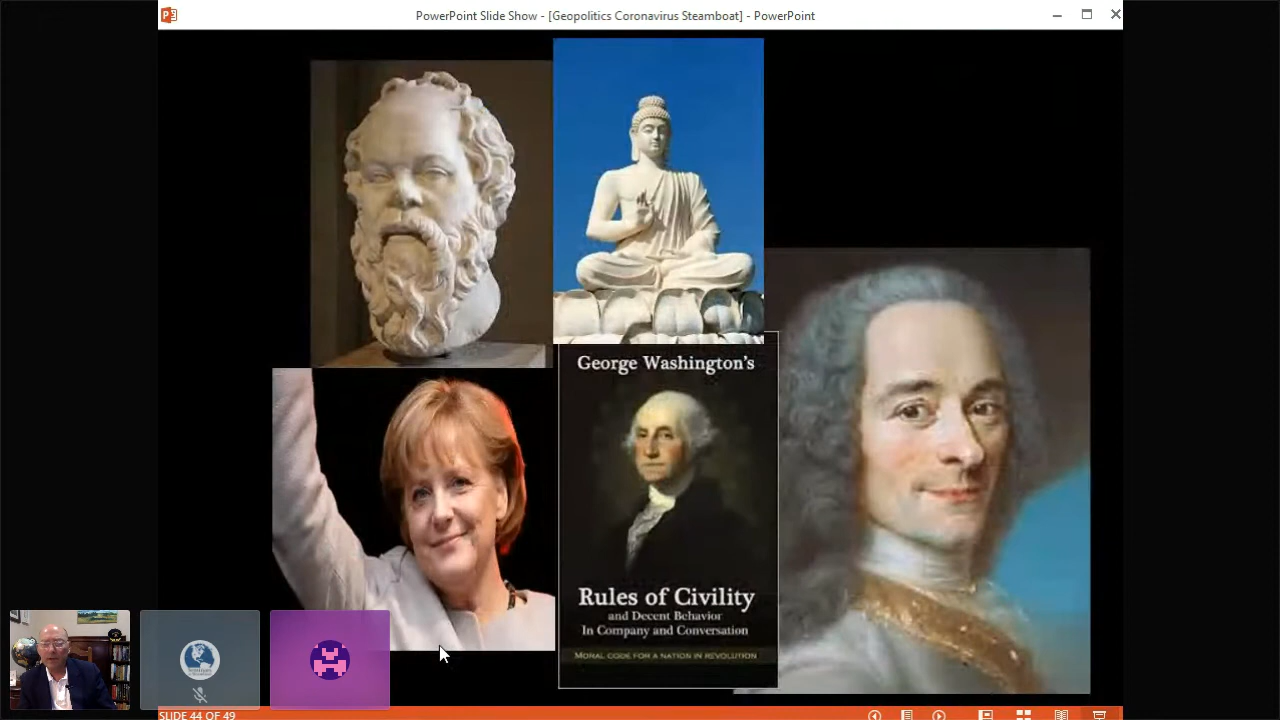 PowerPoint Slide Show - [Geopolitics Coronavirus Steamboat] - PowerPoint
George Washington's
Rules of Civility
and Decent Behavior
In Company and Conversation
MORAL CODE FOR A NATION IN REVOLUTION
SLIDE 44 OF 49